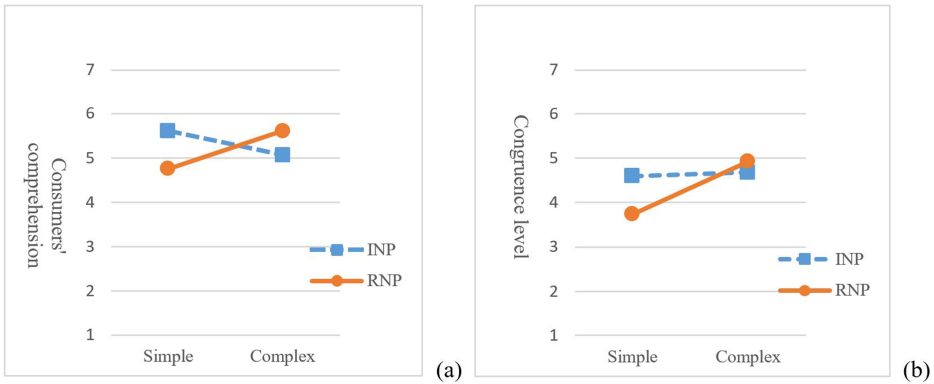 7
6
5
4
3
2
1
Consumers'
comprehension
Simple
Complex
INP
RNP
(a)
7
6
5
4
3
2
1
Congruence level
Simple
Complex
INP
RNP
(b)